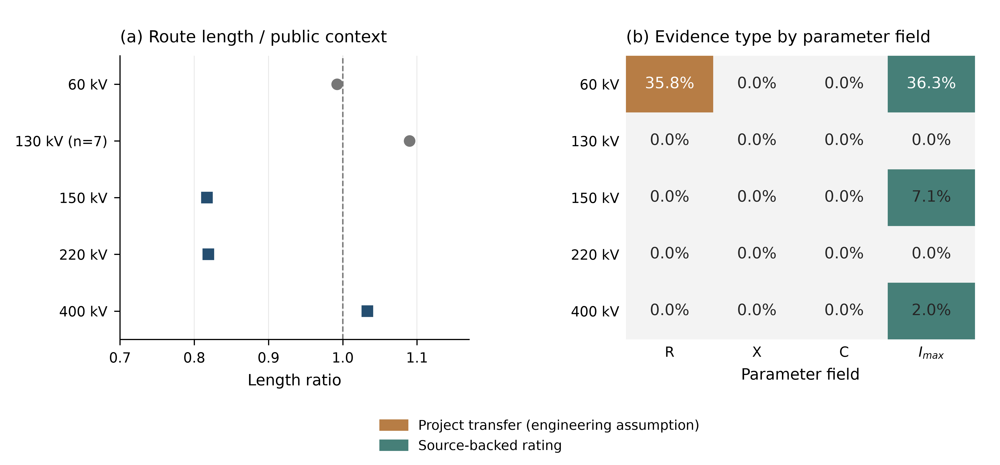 (a) Route length / public context
60 kV
130 kV (n=7)
150 kV
220 kV
400 kV
0.7 0.8 0.9 1.0 1.1
Length ratio
(b) Evidence type by parameter field
60 kV 35.8% 0.0% 0.0% 36.3%
130 kV 0.0% 0.0% 0.0% 0.0%
150 kV 0.0% 0.0% 0.0% 7.1%
220 kV 0.0% 0.0% 0.0% 0.0%
400 kV 0.0% 0.0% 0.0% 2.0%
R X C Imax
Parameter field
Project transfer (engineering assumption)
Source-backed rating